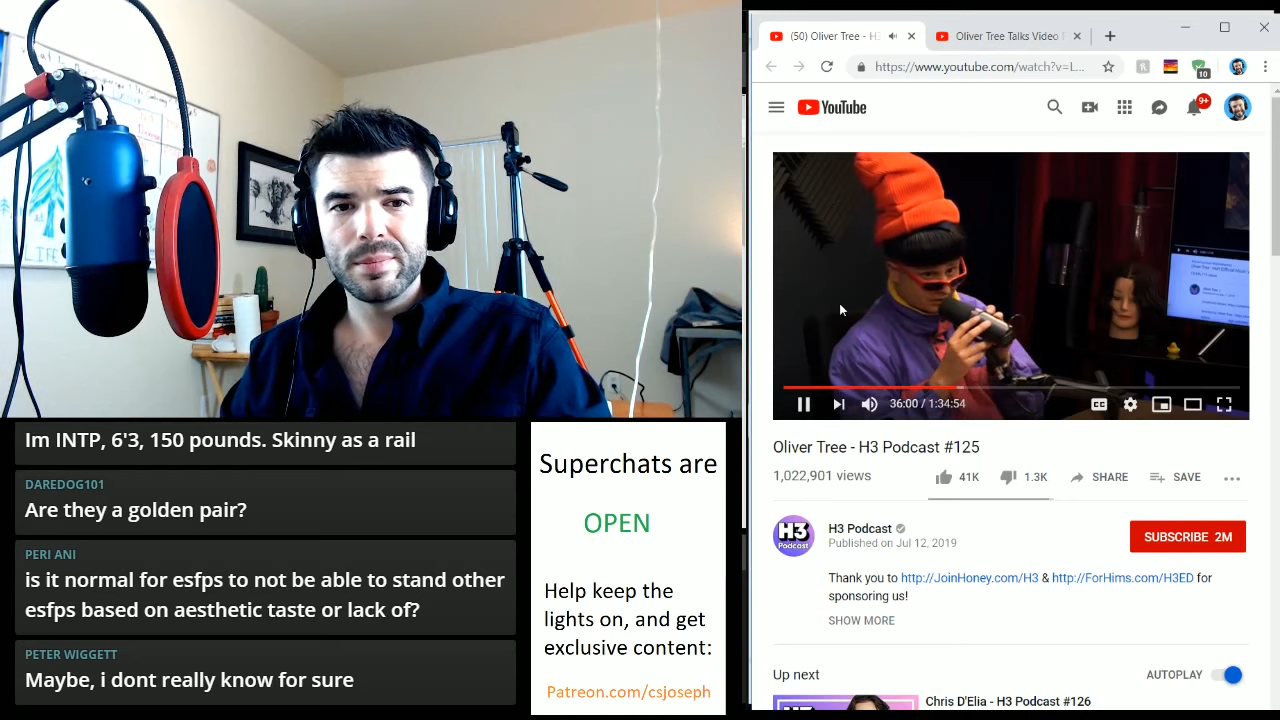 LIFE
Im INTP, 6'3, 150 pounds. Skinny as a rail
DAREDOG101
Are they a golden pair?
PERI ANI
is it normal for esfps to not be able to stand other
esfps based on aesthetic taste or lack of?
PETER WIGGETT
Maybe, i dont really know for sure
Superchats are
OPEN
Help keep the
lights on, and get
exclusive content:
Patreon.com/csjoseph
(50) Oliver Tree - H3
Oliver Tree Talks Video
https://www.youtube.com/watch?v=L...
10
YouTube
9+
36:00 / 1:34:54
CC
Oliver Tree - H3 Podcast #125
1,022,901 views
41K
1.3K
SHARE
SAVE
H3
Podcast
H3 Podcast
Published on Jul 12, 2019
SUBSCRIBE 2M
Thank you to http://JoinHoney.com/H3 & http://ForHims.com/H3ED for
sponsoring us!
SHOW MORE
Up next
AUTOPLAY
Chris D'Elia - H3 Podcast #126